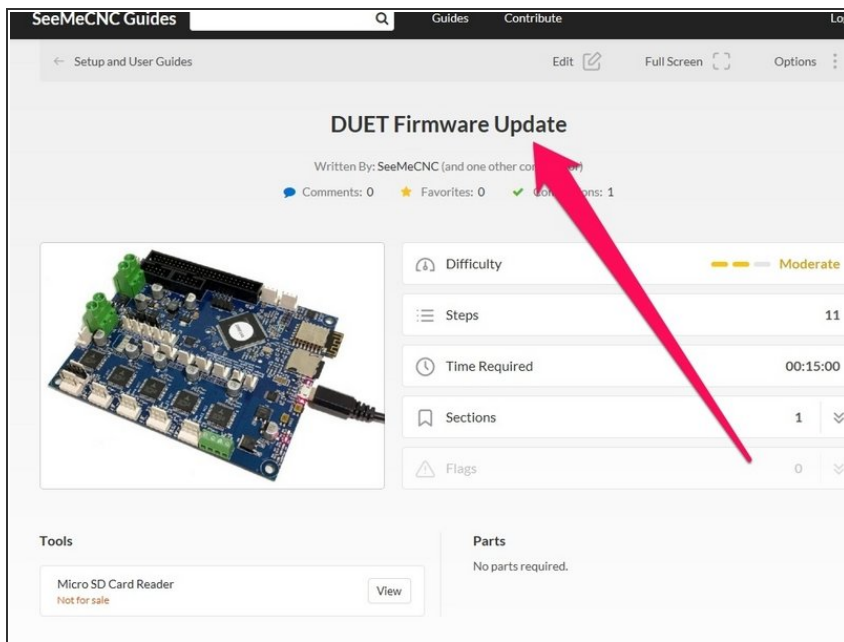 SeeMeCNC Guides
Guides
Contribute
← Setup and User Guides
Edit
Full Screen
Options
DUET Firmware Update
Written By: SeeMeCNC (and one other
Comments: 0
Favorites: 0
1
Difficulty
Moderate
Steps
11
Time Required
00:15:00
Sections
1
Flags
0
Tools
Parts
Micro SD Card Reader
Not for sale
View
No parts required.